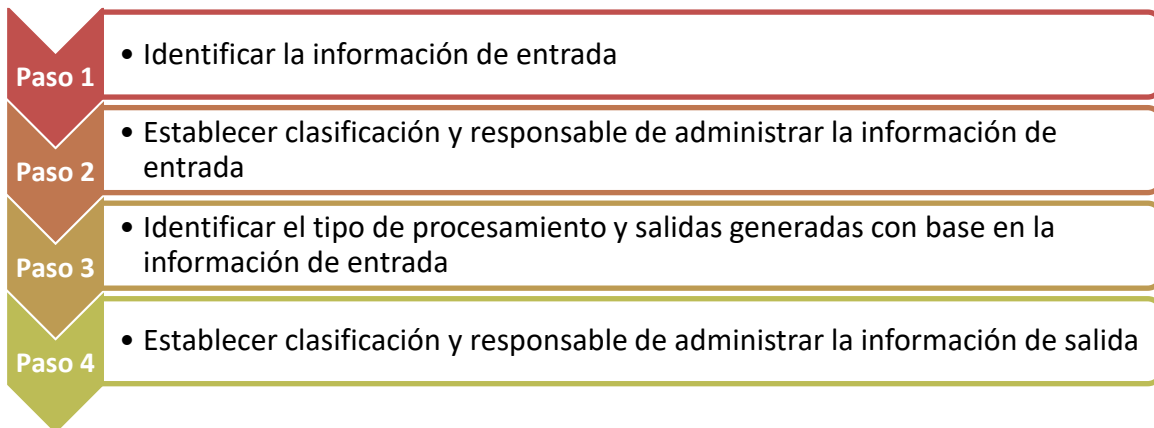 Paso 1
• Identificar la información de entrada
Paso 2
• Establecer clasificación y responsable de administrar la información de
entrada
Paso 3
• Identificar el tipo de procesamiento y salidas generadas con base en la
información de entrada
Paso 4
• Establecer clasificación y responsable de administrar la información de salida